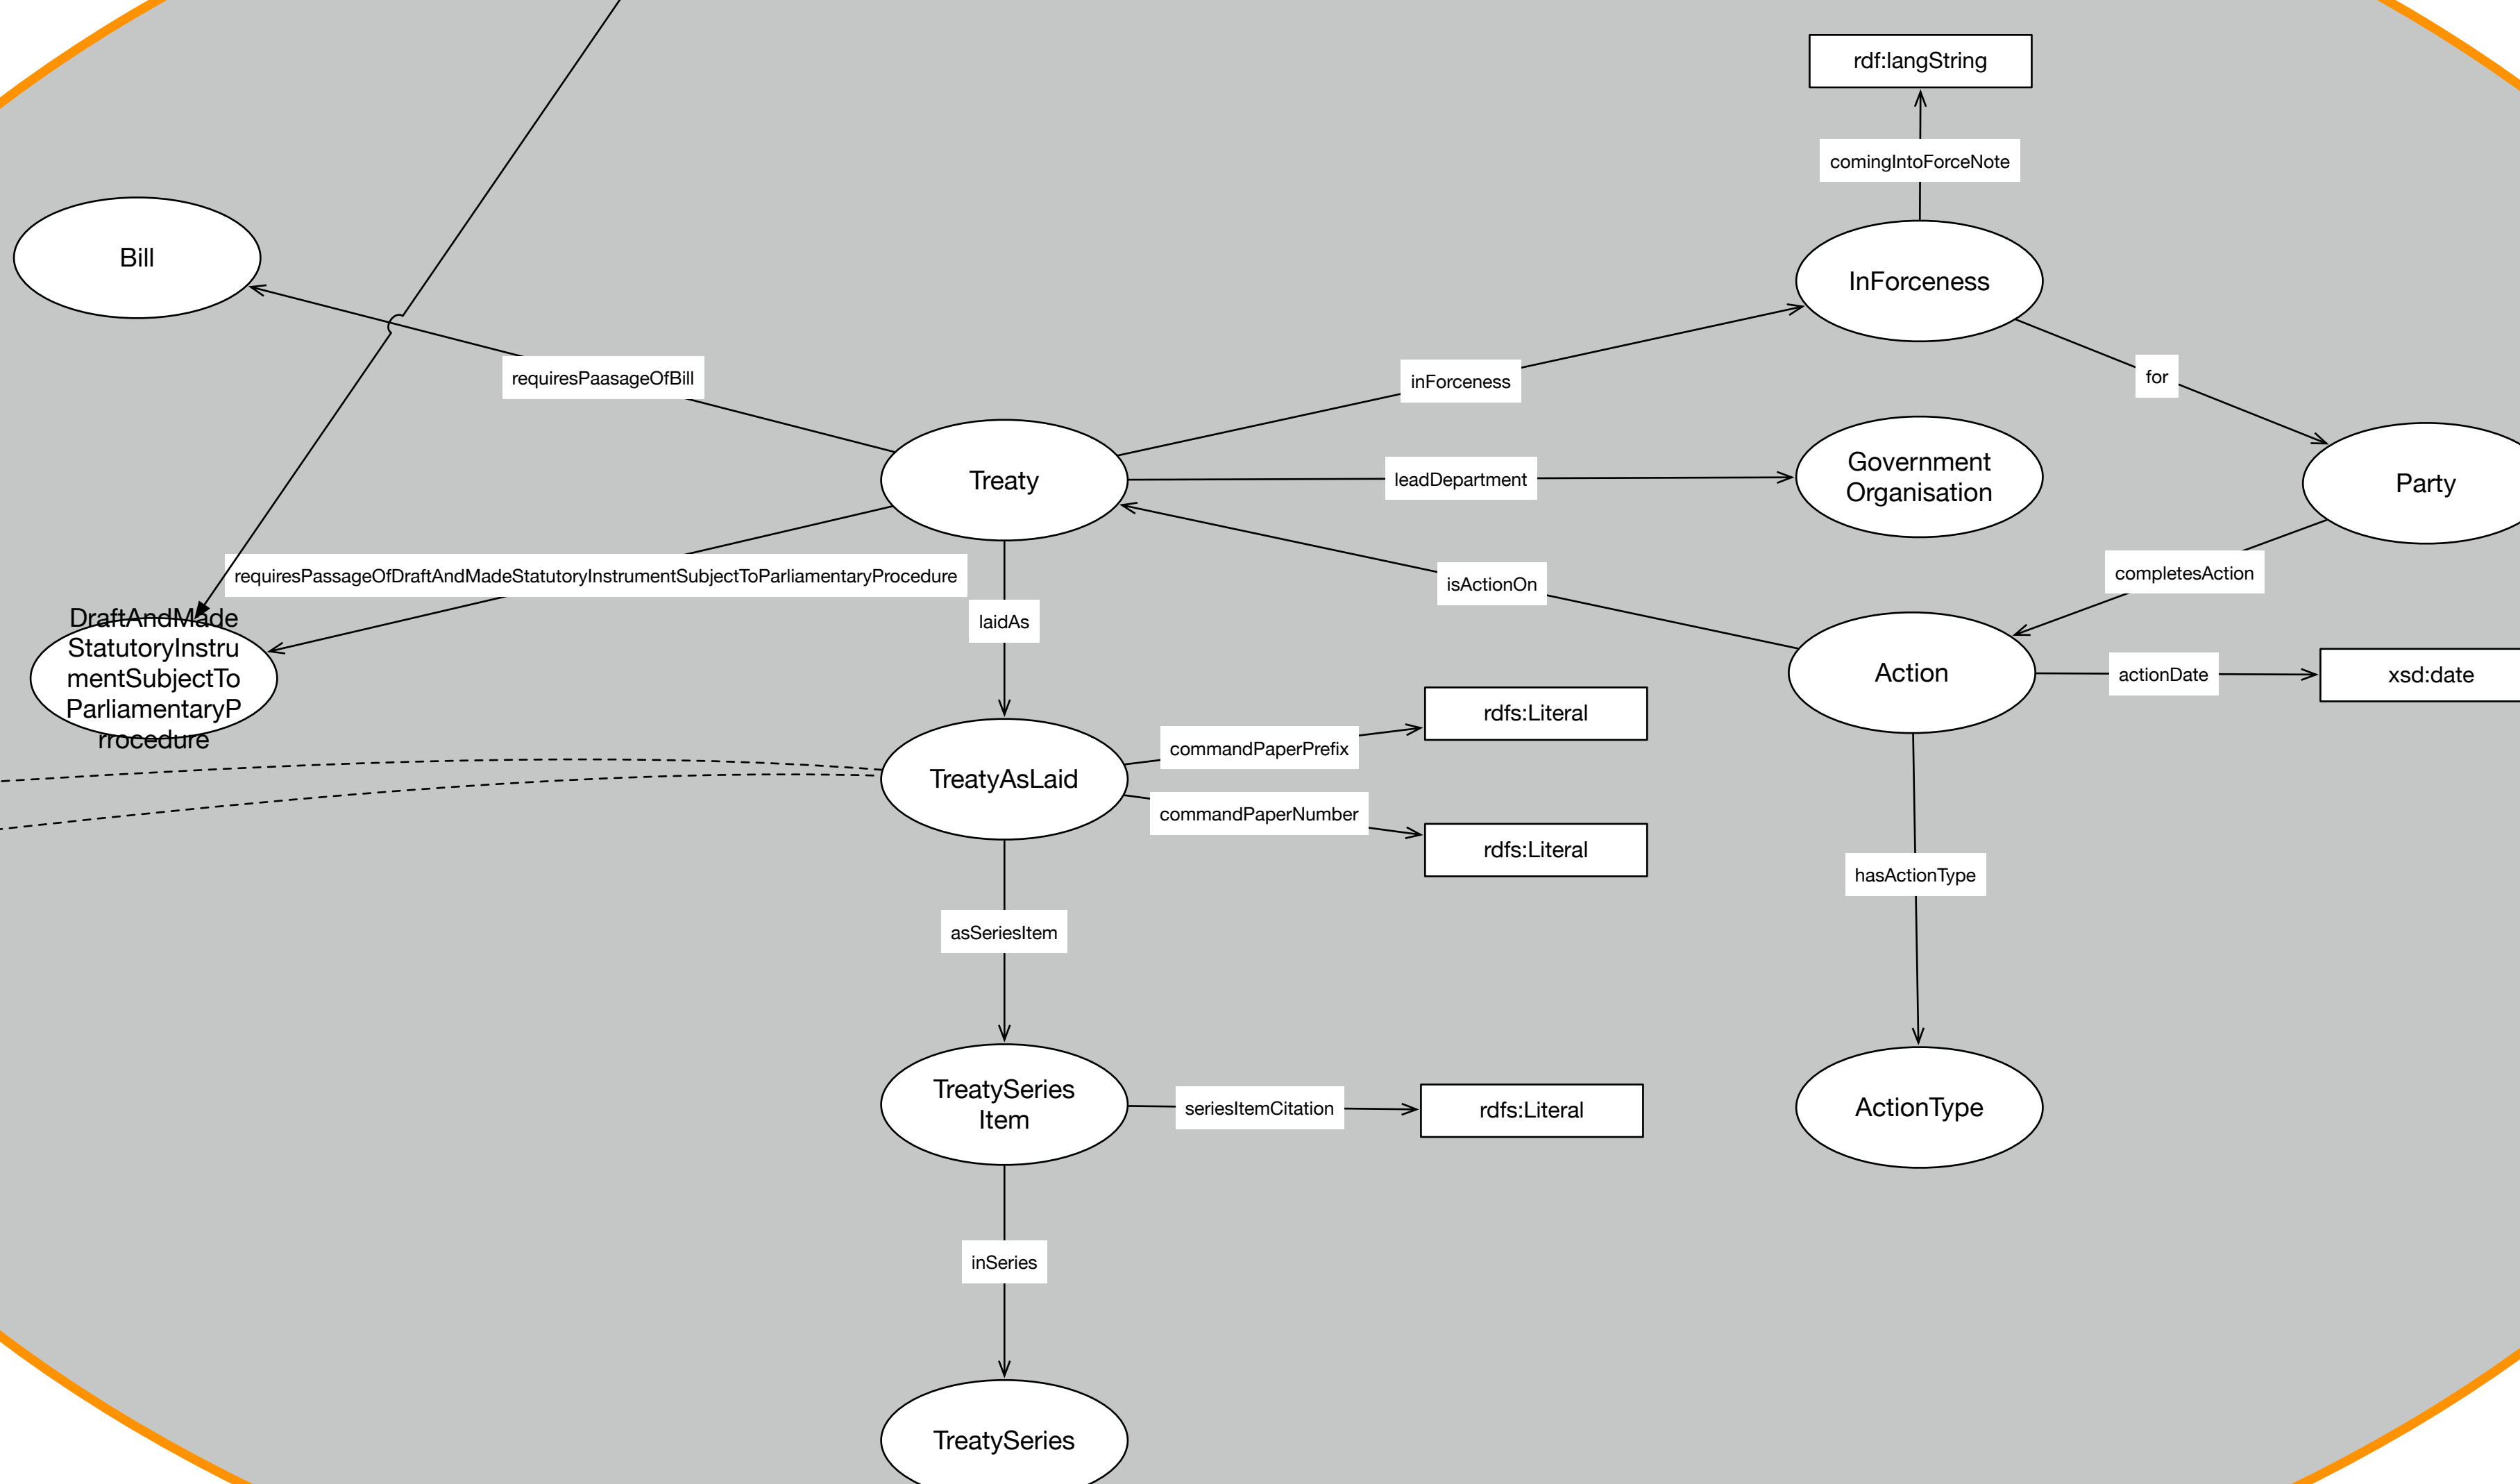 rdf:langString
comingIntoForceNote
Bill
InForceness
requiresPaasageOfBill
inForceness
for
Treaty
leadDepartment
Government
Organisation
Party
requiresPassageOfDraftAndMadeStatutoryInstrumentSubjectToParliamentaryProcedure
isActionOn
completesAction
laidAs
DraftAndMade
StatutoryInstru
mentSubjectTo
ParliamentaryP
rrocedure
Action
actionDate
xsd:date
rdfs:Literal
commandPaperPrefix
TreatyAsLaid
commandPaperNumber
rdfs:Literal
hasActionType
asSeriesItem
TreatySeries
Item
seriesItemCitation
rdfs:Literal
ActionType
inSeries
TreatySeries